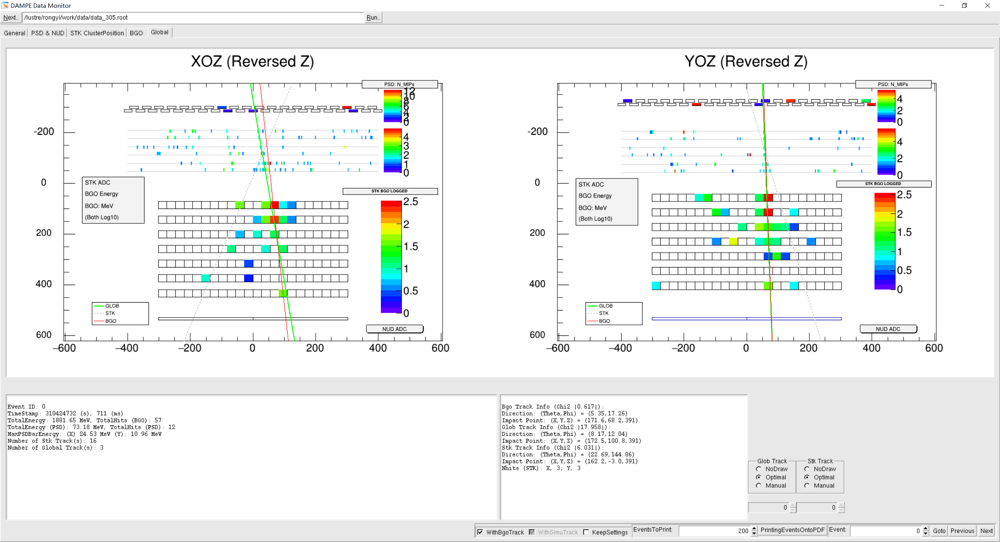 DAMPE Data Monitor
Next..
/lustre/rongyi/work/data/data_305.root
Run..
General
PSD & NUD
STK ClusterPosition
BGO
Global
XOZ (Reversed Z)
PSD: N_MIPs
12
10
8
6
4
2
0
4
3
2
1
0
-200
0
200
400
600
STK ADC
BGO Energy
BGO: MeV
(Both Log10)
STK BGO LOGGED
2.5
2
1.5
1
0.5
0
GLOB
STK
BGO
NUD ADC
−600
−400
−200
0
200
400
600
YOZ (Reversed Z)
PSD: N_MIPs
4
2
0
4
2
0
-200
0
200
400
600
STK ADC
BGO Energy
BGO: MeV
(Both Log10)
STK BGO LOGGED
2.5
2
1.5
1
0.5
0
GLOB
STK
BGO
NUD ADC
−600
−400
−200
0
200
400
600
Event ID: 0
TimeStamp: 310424732 (s), 711 (ms)
TotalEnergy: 1881.65 MeV, TotalHits (BGO): 57
TotalEnergy (PSD): 73.18 MeV, TotalHits (PSD): 12
MaxPSDBarEnergy: (X) 24.53 MeV (Y): 10.96 MeV
Number of Stk Track(s): 16
Number of Global Track(s): 3
Bgo Track Info (Chi2 |0.617|):
Direction: (Theta,Phi) = (5.35,17.26)
Impact Point: (X,Y,Z) = (171.6,68.2,391)
Glob Track Info (Chi2 |17.958|):
Direction: (Theta,Phi) = (8.17,12.04)
Impact Point: (X,Y,Z) = (172.5,100.8,391)
Stk Track Info (Chi2 |6.031|):
Direction: (Theta,Phi) = (22.69,144.86)
Impact Point: (X,Y,Z) = (162.2,-3.0,391)
Nhits (STK): X, 3; Y, 3
Glob Track
NoDraw
Optimal
Manual
0
Stk Track
NoDraw
Optimal
Manual
0
WithBgoTrack
WithSimuTrack
KeepSettings
EventsToPrint:
200
PrintingEventsOntoPDF
Event:
0
Goto
Previous
Next